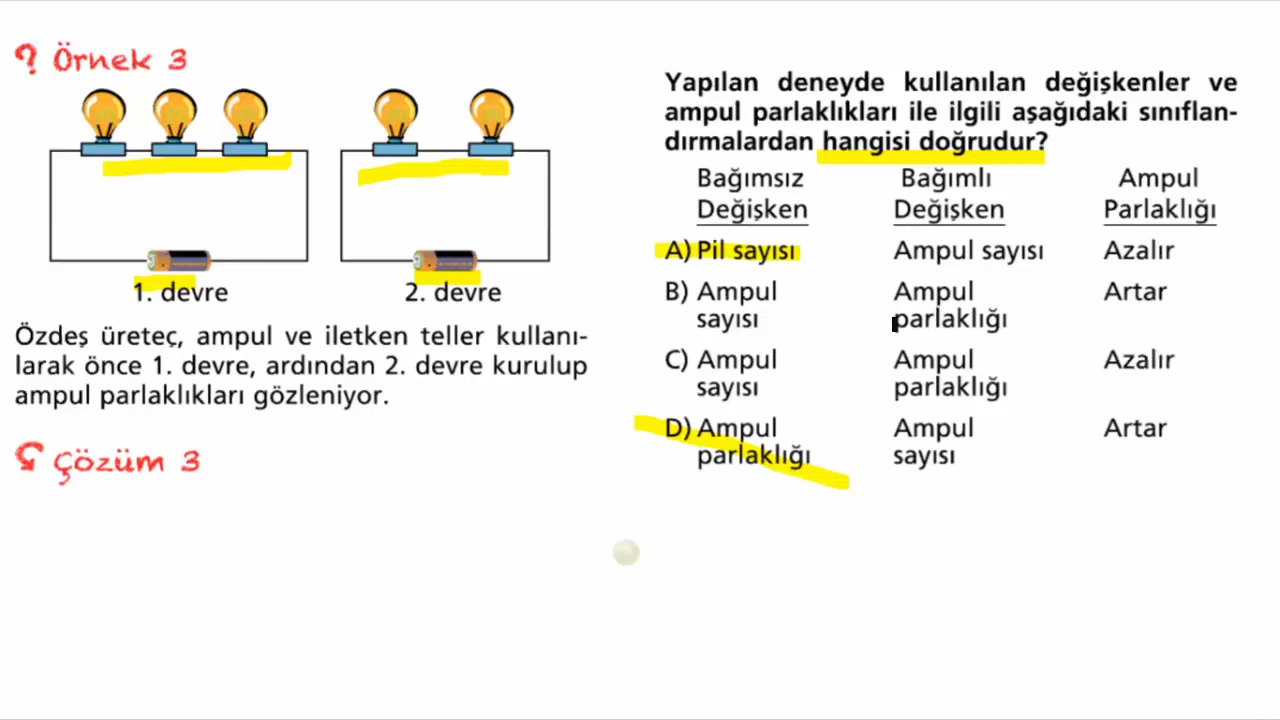 ? Örnek 3
1. devre
2. devre
Özdeş üreteç, ampul ve iletken teller kullanı-
larak önce 1. devre, ardından 2. devre kurulup
ampul parlaklıkları gözleniyor.
Çözüm 3
Yapılan deneyde kullanılan değişkenler ve
ampul parlaklıkları ile ilgili aşağıdaki sınıflan-
dırmalardan hangisi doğrudur?
Bağımsız Bağımlı Ampul
Değişken Değişken Parlaklığı
A) Pil sayısı Ampul sayısı Azalır
B) Ampul Ampul Artar
sayısı parlaklığı
C) Ampul Ampul Azalır
sayısı parlaklığı
D) Ampul Ampul Artar
parlaklığı sayısı